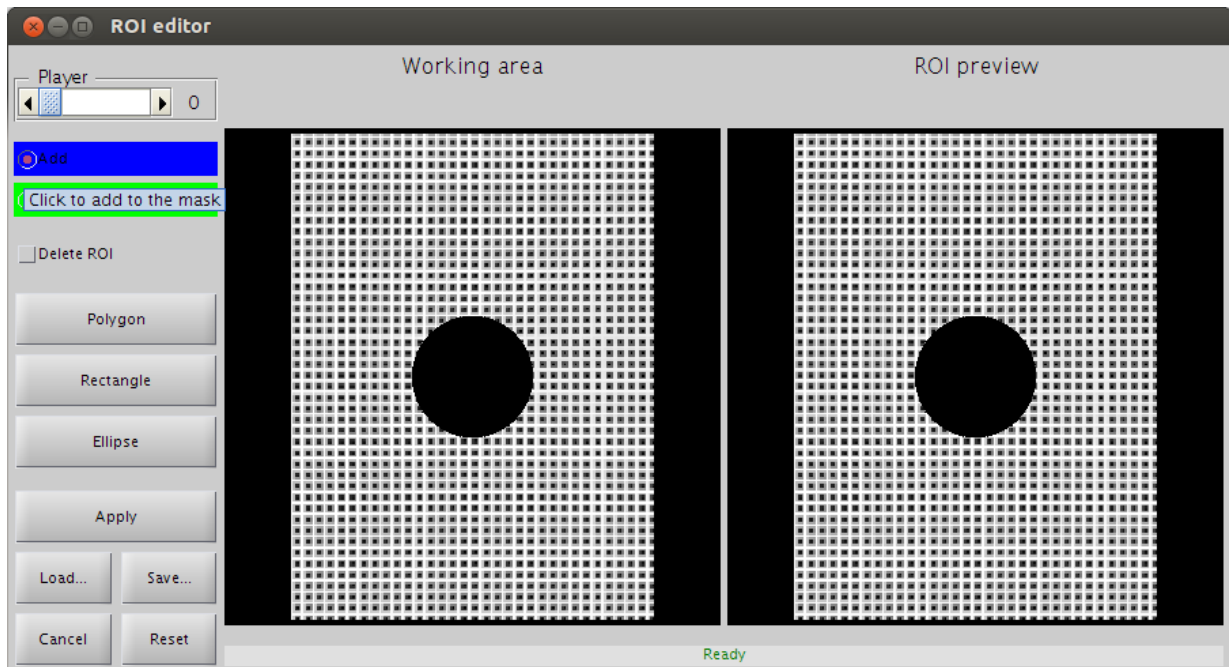 ROI editor
Player
0
Add
Click to add to the mask
Delete ROI
Polygon
Rectangle
Ellipse
Apply
Load...
Save...
Cancel
Reset
Working area
ROI preview
Ready